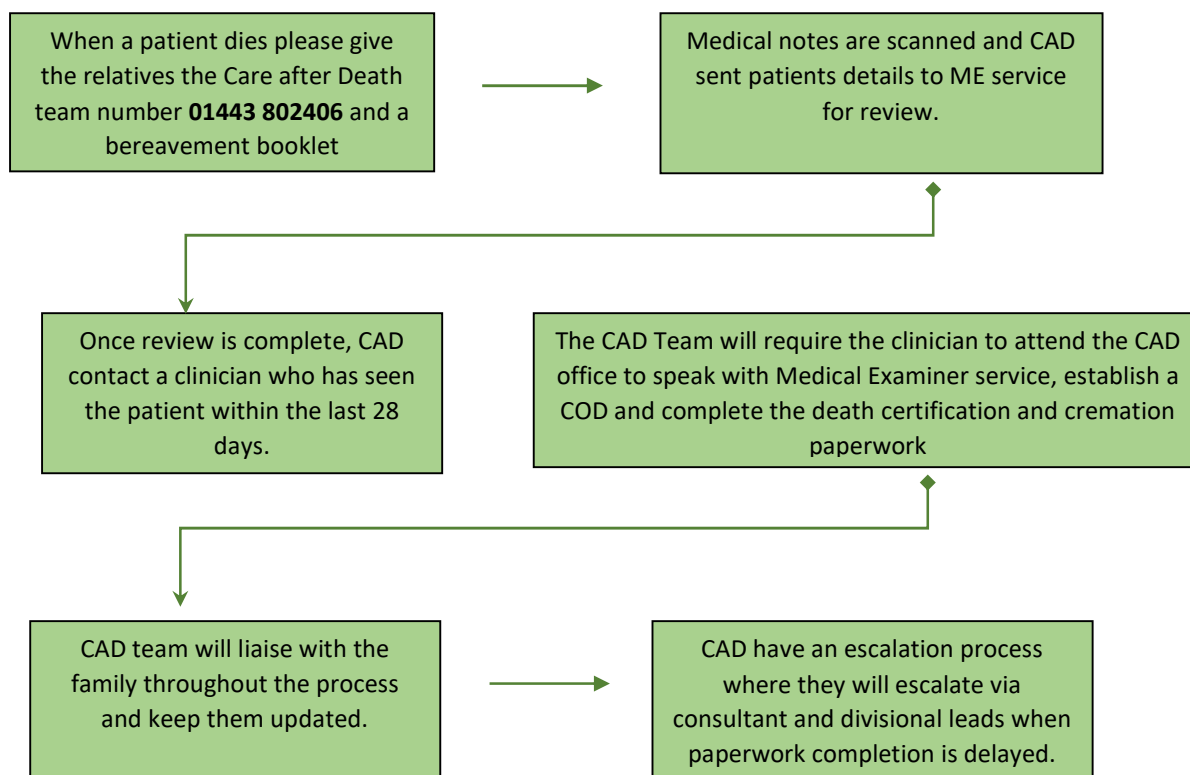 When a patient dies please give
the relatives the Care after Death
team number 01443 802406 and a
bereavement booklet
Medical notes are scanned and CAD
sent patients details to ME service
for review.
Once review is complete, CAD
contact a clinician who has seen
the patient within the last 28
days.
The CAD Team will require the clinician to attend the CAD
office to speak with Medical Examiner service, establish a
COD and complete the death certification and cremation
paperwork
CAD team will liaise with the
family throughout the process
and keep them updated.
CAD have an escalation process
where they will escalate via
consultant and divisional leads when
paperwork completion is delayed.